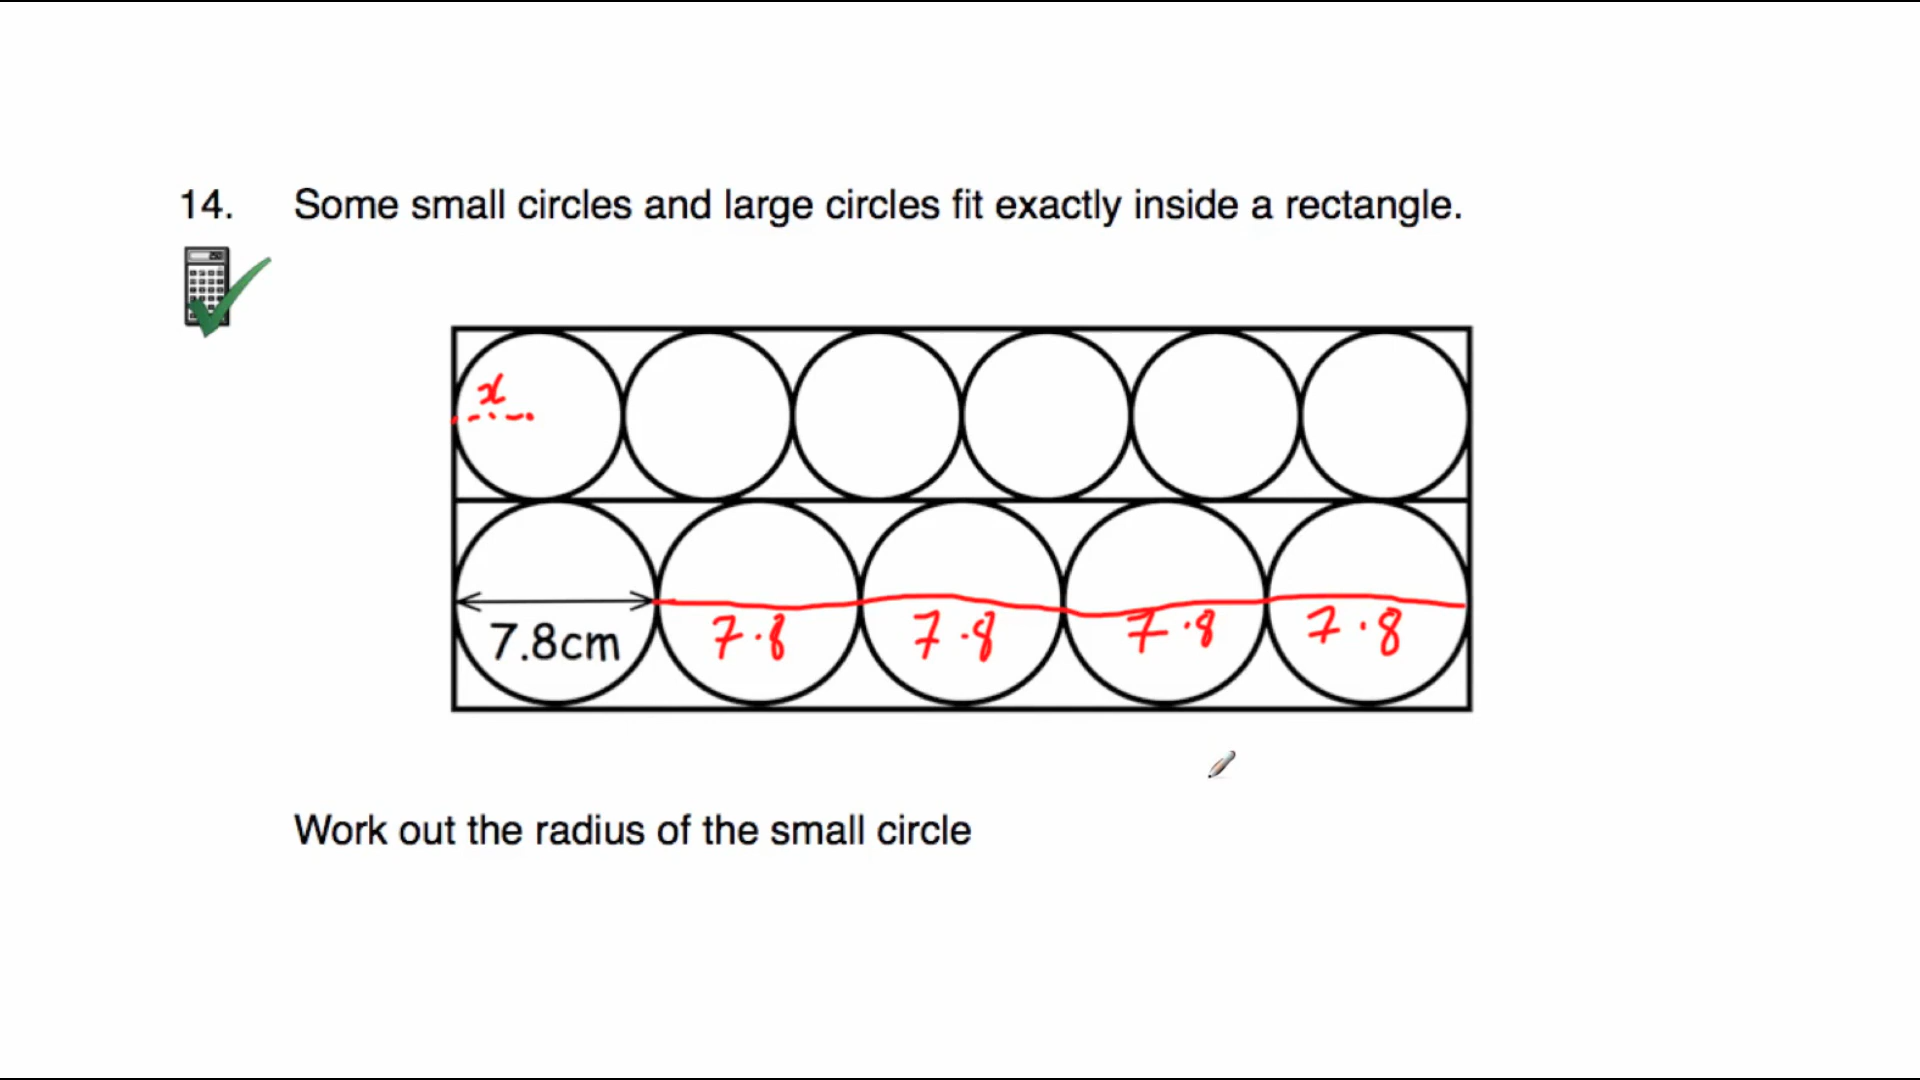 14. Some small circles and large circles fit exactly inside a rectangle.
x
7.8cm 7.8 7.8 7.8 7.8
Work out the radius of the small circle